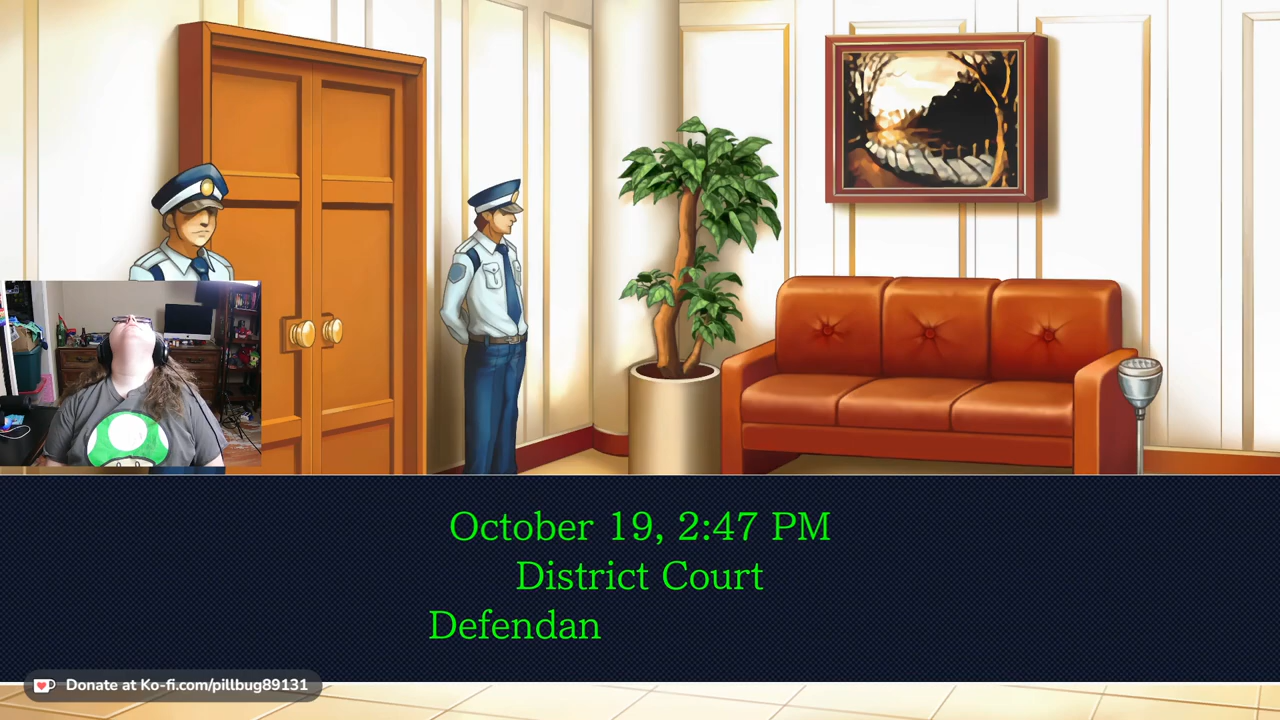 October 19, 2:47 PM
District Court
Defendan
Donate at Ko-fi.com/pillbug89131